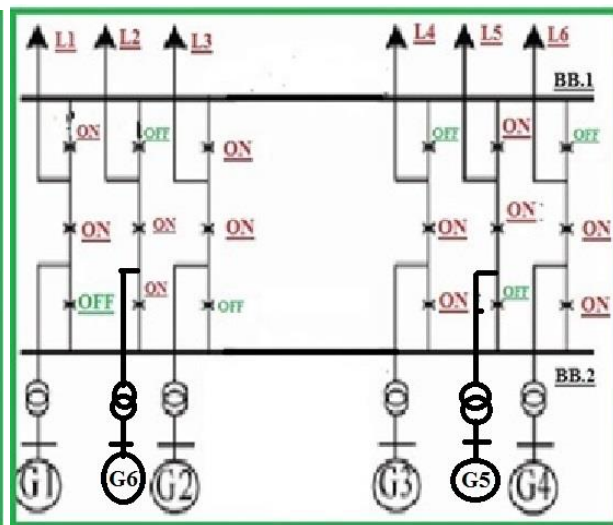 L1 L2 L3 L4 L5 L6
BB.1
ON OFF ON OFF ON OFF
ON ON ON ON ON ON
OFF ON OFF ON OFF ON
BB.2
G1 G6 G2 G3 G5 G4